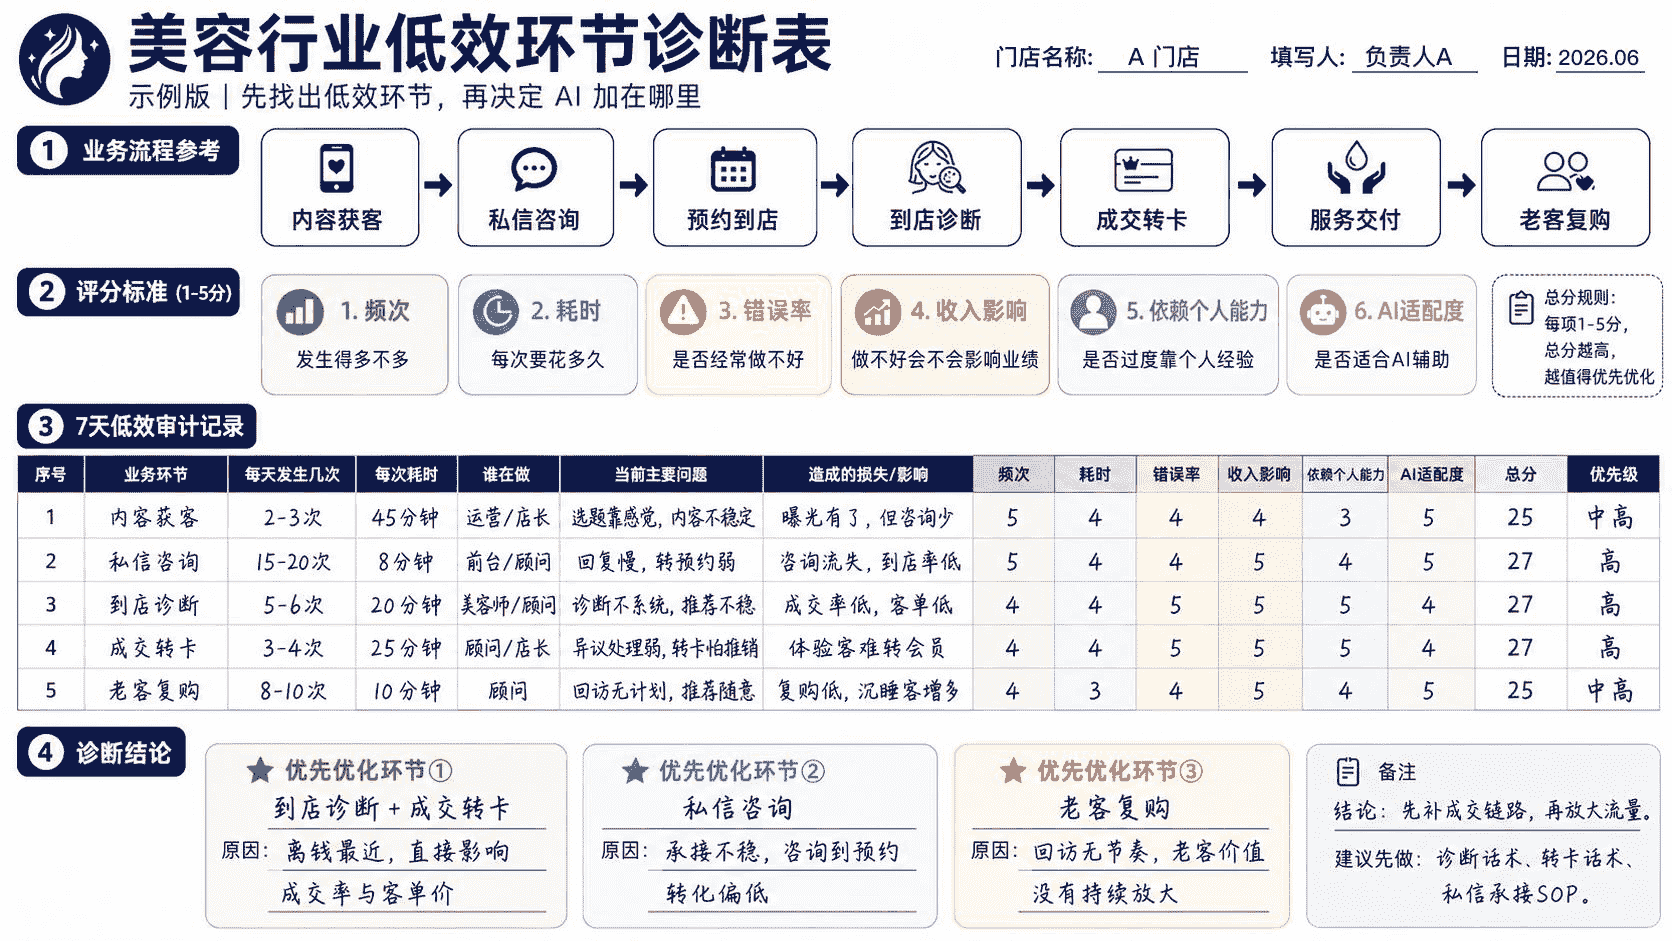 美容行业低效环节诊断表
示例版｜先找出低效环节，再决定 AI 加在哪里
门店名称: A 门店 填写人: 负责人A 日期: 2026.06
1 业务流程参考
内容获客 私信咨询 预约到店 到店诊断 成交转卡 服务交付 老客复购
2 评分标准 (1-5分)
1. 频次
发生得多不多
2. 耗时
每次要花多久
3. 错误率
是否经常做不好
4. 收入影响
做不好会不会影响业绩
5. 依赖个人能力
是否过度靠个人经验
6. AI适配度
是否适合AI辅助
总分规则:
每项1-5分，
总分越高，
越值得优先优化
3 7天低效审计记录
序号 业务环节 每天发生几次 每次耗时 谁在做 当前主要问题 造成的损失/影响 频次 耗时 错误率 收入影响 依赖个人能力 AI适配度 总分 优先级
1 内容获客 2-3次 45分钟 运营/店长 选题靠感觉, 内容不稳定 曝光有了, 但咨询少 5 4 4 4 3 5 25 中高
2 私信咨询 15-20次 8分钟 前台/顾问 回复慢, 转预约弱 咨询流失, 到店率低 5 4 4 5 4 5 27 高
3 到店诊断 5-6次 20分钟 美容师/顾问 诊断不系统, 推荐不稳 成交率低, 客单低 4 4 5 5 5 4 27 高
4 成交转卡 3-4次 25分钟 顾问/店长 异议处理弱, 转卡怕推销 体验客难转会员 4 4 5 5 5 4 27 高
5 老客复购 8-10次 10分钟 顾问 回访无计划, 推荐随意 复购低, 沉睡客增多 4 3 4 5 4 5 25 中高
4 诊断结论
优先优化环节①
到店诊断 + 成交转卡
原因: 离钱最近, 直接影响
成交率与客单价
优先优化环节②
私信咨询
原因: 承接不稳, 咨询到预约
转化偏低
优先优化环节③
老客复购
原因: 回访无节奏, 老客价值
没有持续放大
备注
结论: 先补成交链路, 再放大流量。
建议先做: 诊断话术、转卡话术、
私信承接SOP。